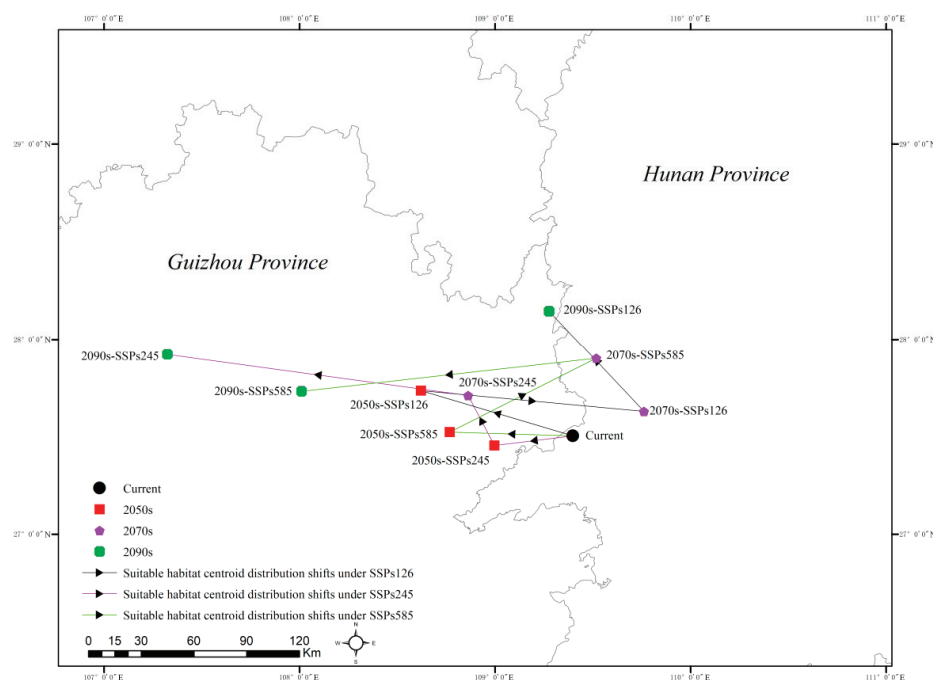 107° 0′0″E 108° 0′0″E 109° 0′0″E 110° 0′0″E 111° 0′0″E
29° 0′0″N 29° 0′0″N
Hunan Province
Guizhou Province
2090s-SSPs126
28° 0′0″N 28° 0′0″N
2090s-SSPs245
2070s-SSPs585
2070s-SSPs245
2090s-SSPs585
2050s-SSPs126
2070s-SSPs126
2050s-SSPs585
Current
2050s-SSPs245
Current
2050s
27° 0′0″N 27° 0′0″N
2070s
2090s
Suitable habitat centroid distribution shifts under SSPs126
Suitable habitat centroid distribution shifts under SSPs245
Suitable habitat centroid distribution shifts under SSPs585
N
W E
S
0 15 30 60 90 120
Km
107° 0′0″E 108° 0′0″E 109° 0′0″E 110° 0′0″E 111° 0′0″E